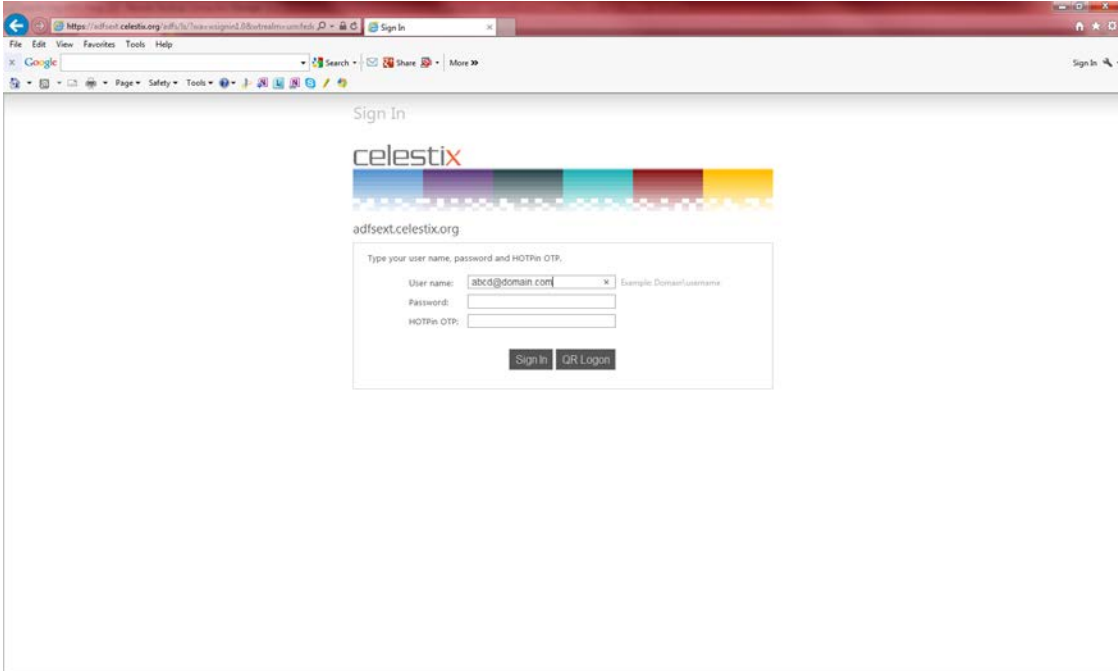 Sign In
File Edit View Favorites Tools Help
× Google Search Share More »
Sign In
Page Safety Tools
Sign In
celestix
adfsext.celestix.org
Type your user name, password and HOTPin OTP.
User name: abcd@domain.com × Example: Domain\username
Password:
HOTPin OTP:
Sign In QR Logon